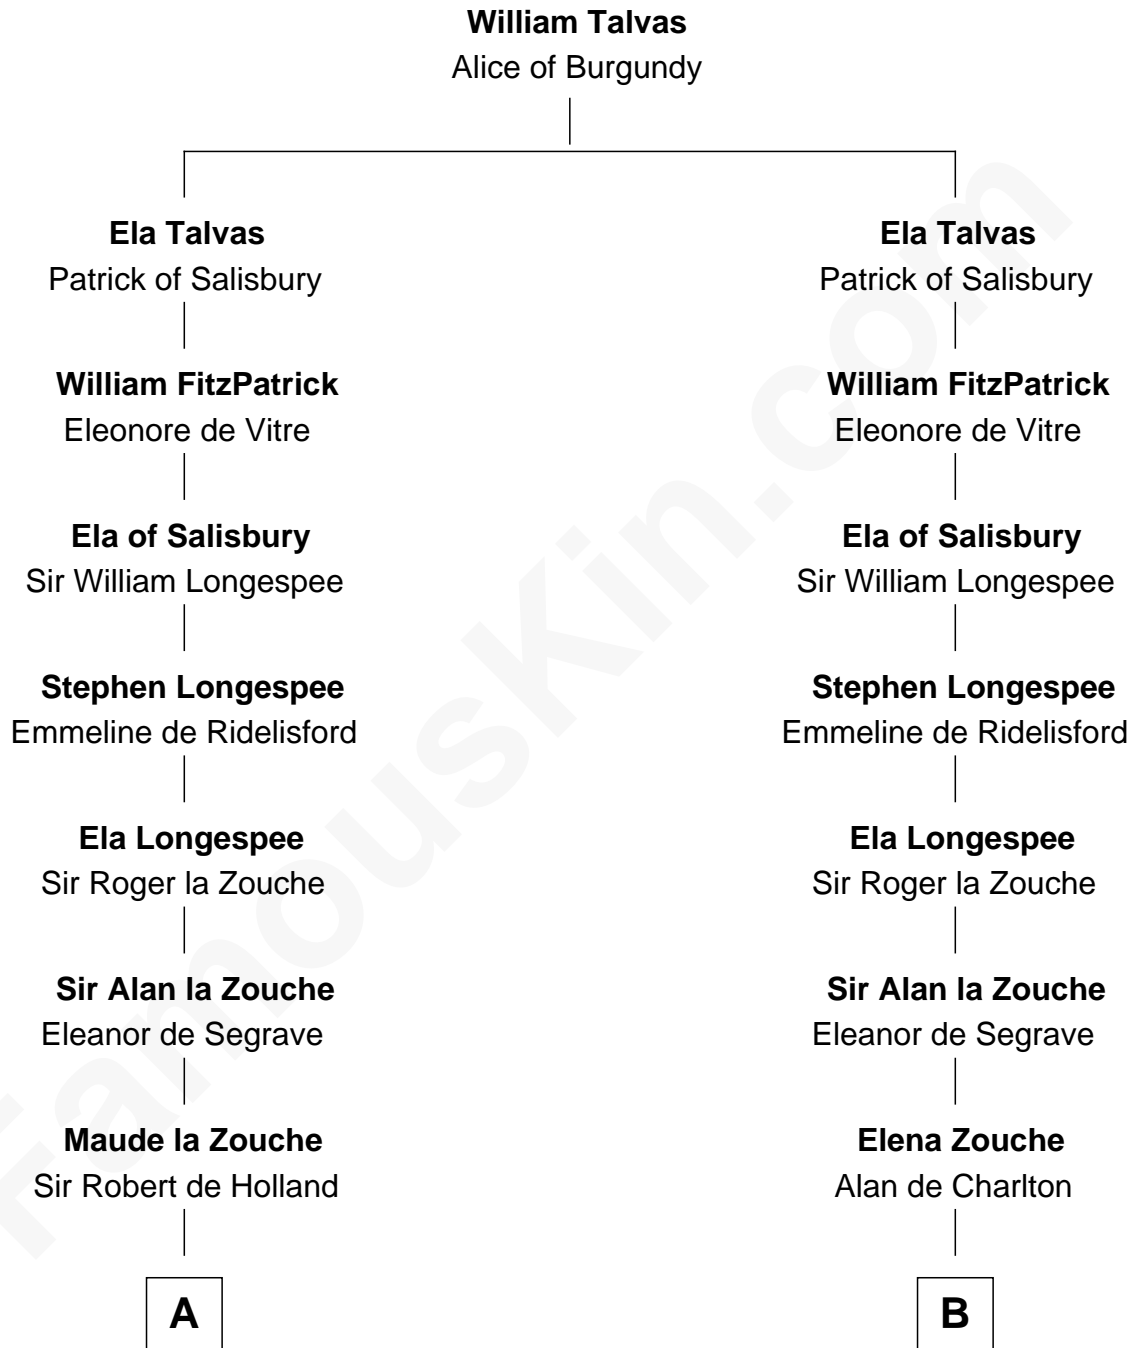 William Talvas
Alice of Burgundy
Ela Talvas
Patrick of Salisbury
William FitzPatrick
Eleonore de Vitre
Ela of Salisbury
Sir William Longespee
Stephen Longespee
Emmeline de Ridelisford
Ela Longespee
Sir Roger la Zouche
Sir Alan la Zouche
Eleanor de Segrave
Maude la Zouche
Sir Robert de Holland
A
Ela Talvas
Patrick of Salisbury
William FitzPatrick
Eleonore de Vitre
Ela of Salisbury
Sir William Longespee
Stephen Longespee
Emmeline de Ridelisford
Ela Longespee
Sir Roger la Zouche
Sir Alan la Zouche
Eleanor de Segrave
Elena Zouche
Alan de Charlton
B
FamousKin.com